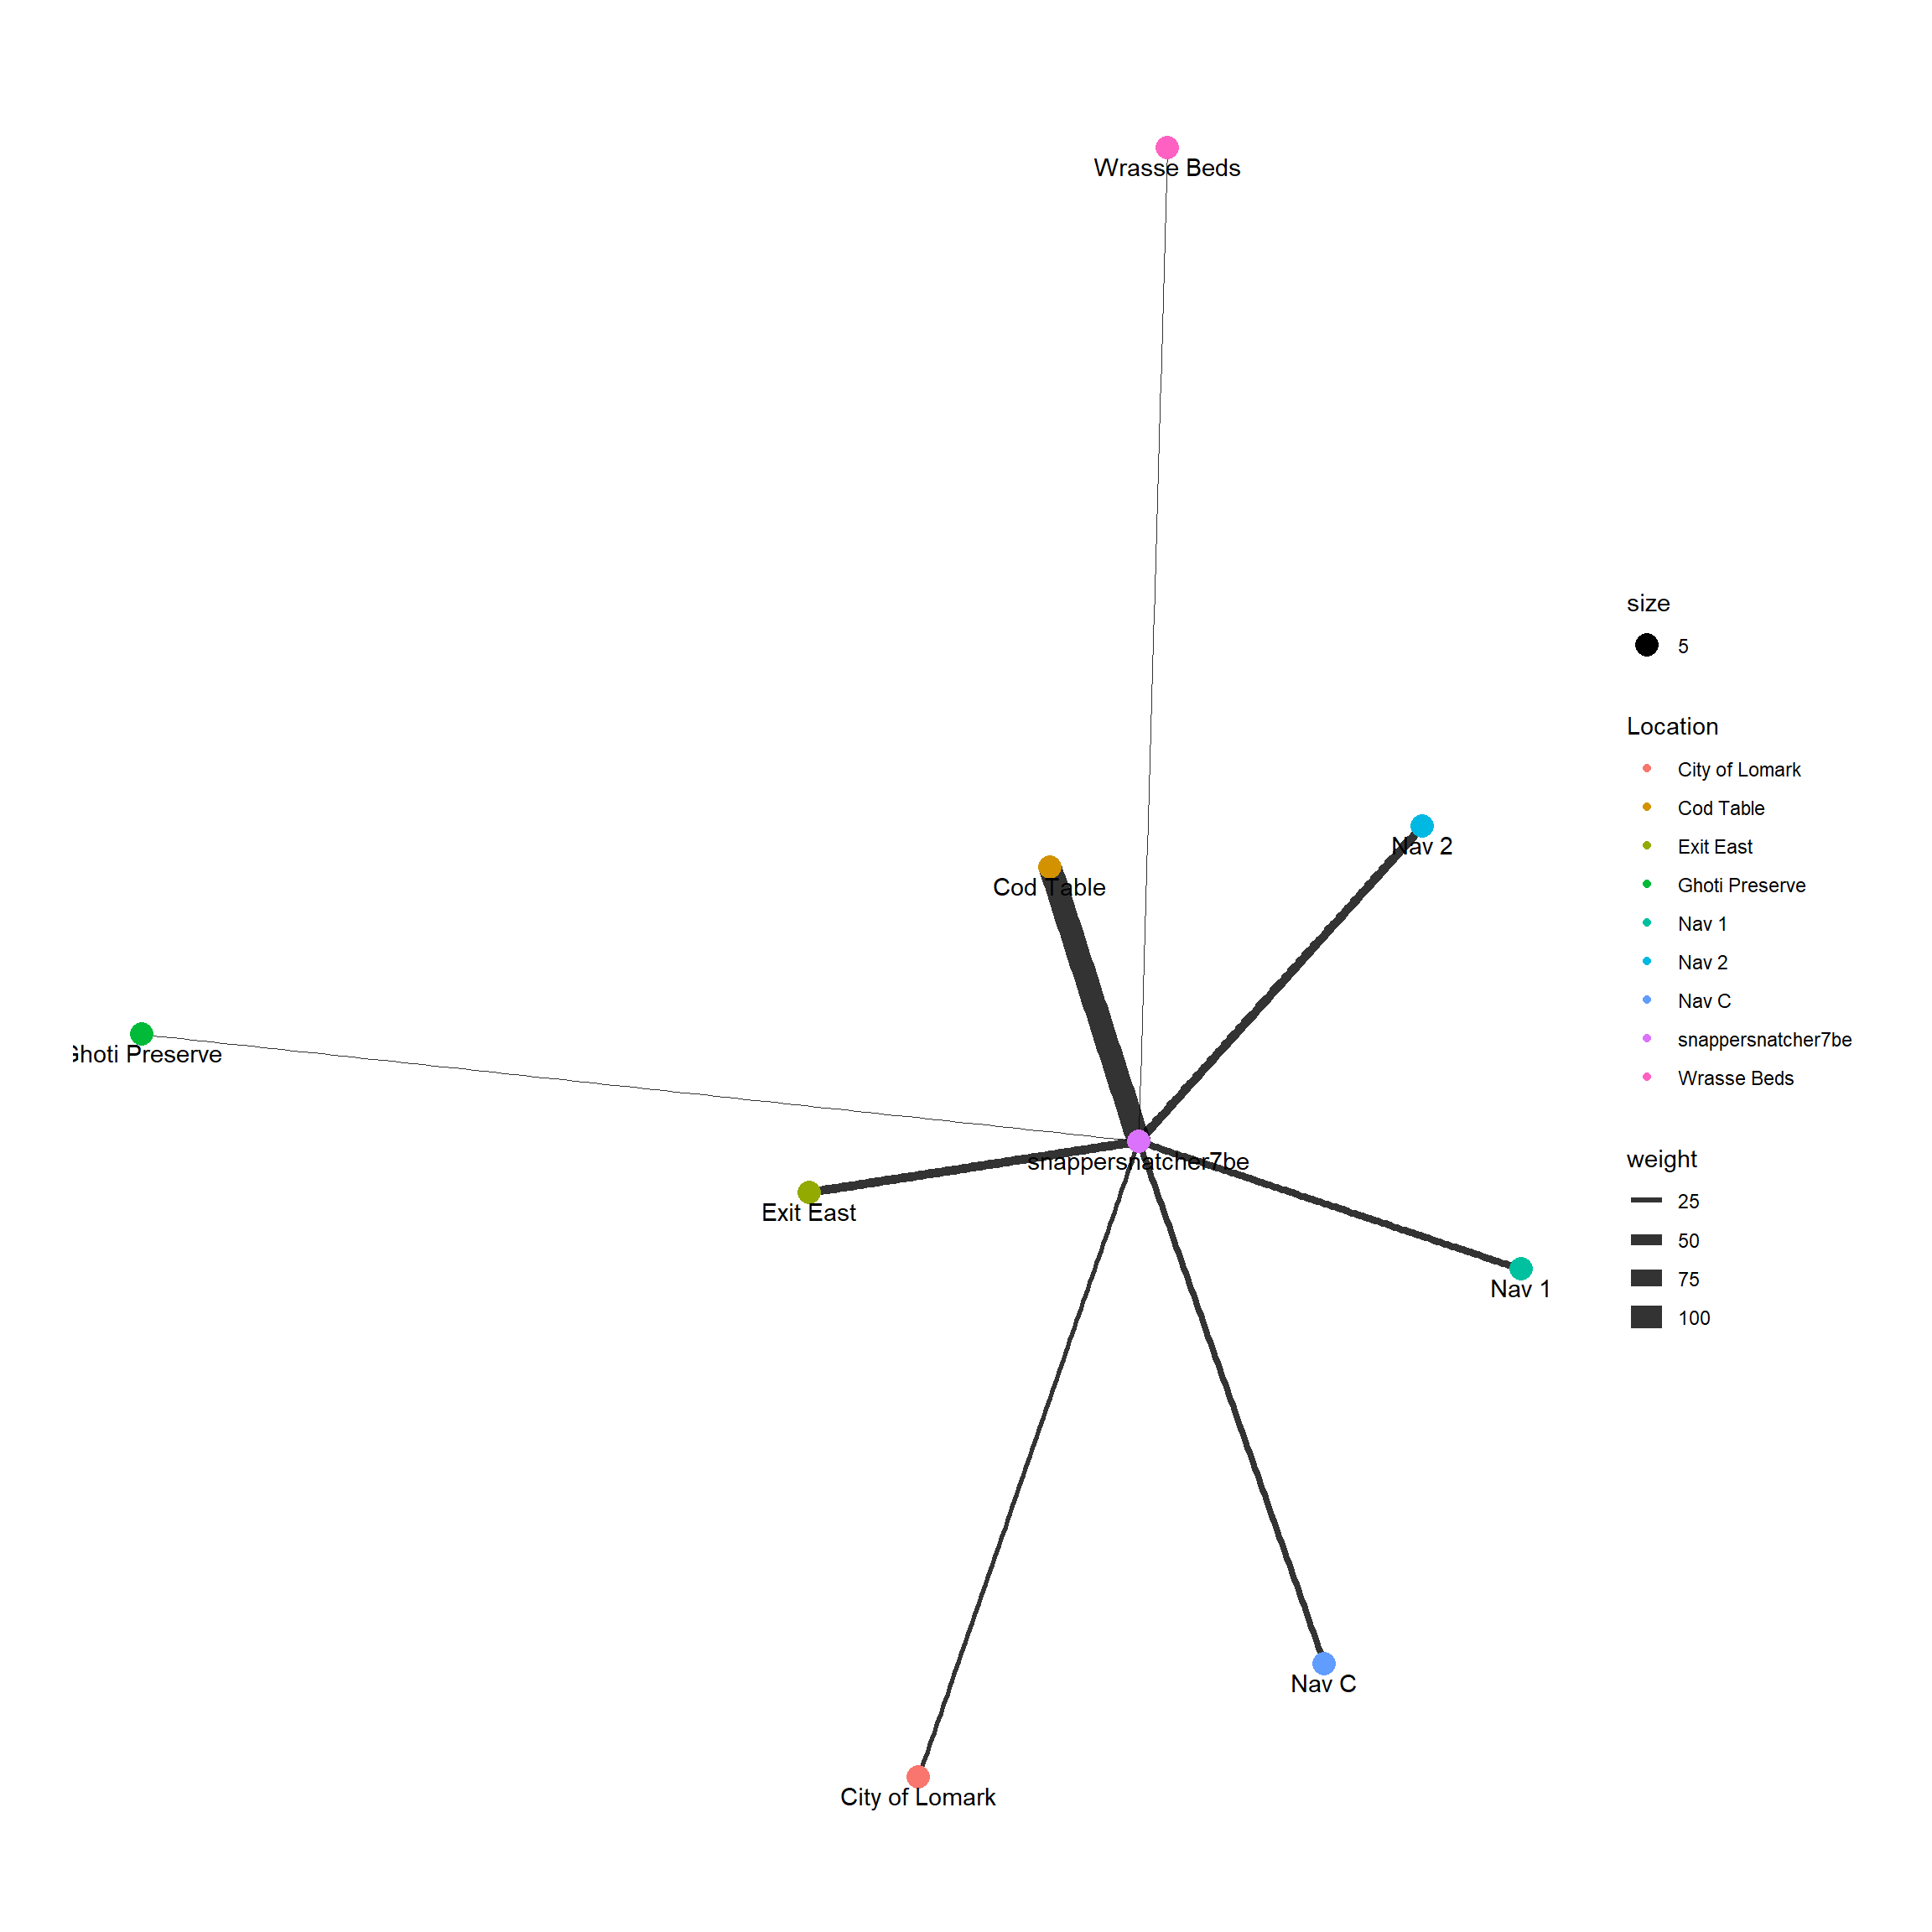 Wrasse Beds
Nav 2
Cod Table
Ghoti Preserve
snappersnatcher7be
Exit East
Nav 1
Nav C
City of Lomark
size
5
Location
City of Lomark
Cod Table
Exit East
Ghoti Preserve
Nav 1
Nav 2
Nav C
snappersnatcher7be
Wrasse Beds
weight
25
50
75
100